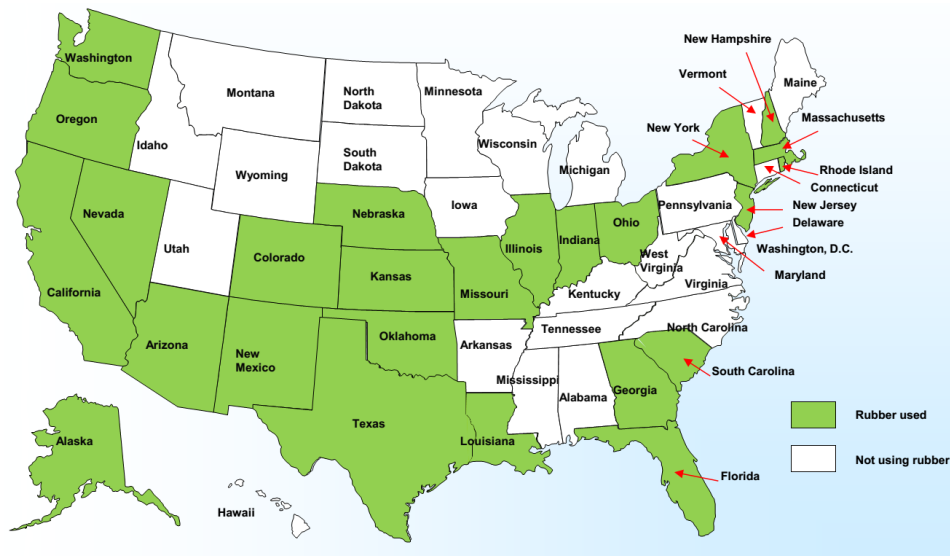 New Hampshire
Washington
Vermont
Maine
Montana
North
Dakota
Minnesota
Massachusetts
Oregon
New York
Idaho
South
Dakota
Wisconsin
Michigan
Rhode Island
Wyoming
Connecticut
Pennsylvania
New Jersey
Iowa
Nevada
Nebraska
Ohio
Delaware
Utah
Illinois
Indiana
Washington, D.C.
Colorado
West
Virginia
Kansas
Maryland
California
Missouri
Virginia
Kentucky
North Carolina
Tennessee
Oklahoma
Arizona
Arkansas
New
Mexico
South Carolina
Mississippi
Georgia
Alabama
Rubber used
Texas
Alaska
Louisiana
Not using rubber
Florida
Hawaii